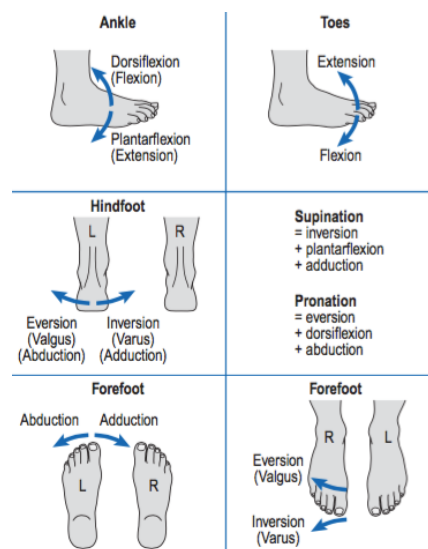 Ankle
Dorsiflexion
(Flexion)
Plantarflexion
(Extension)
Toes
Extension
Flexion
Hindfoot
L
R
Eversion
(Valgus)
(Abduction)
Inversion
(Varus)
(Adduction)
Supination
= inversion
+ plantarflexion
+ adduction
Pronation
= eversion
+ dorsiflexion
+ abduction
Forefoot
Abduction
Adduction
L
R
Forefoot
R
L
Eversion
(Valgus)
Inversion
(Varus)